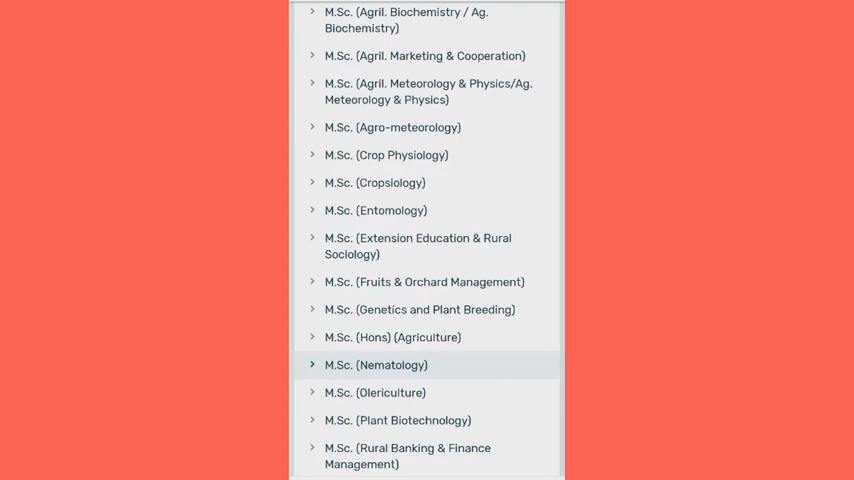 M.Sc. (Agril. Biochemistry / Ag.
Biochemistry)
M.Sc. (Agril. Marketing & Cooperation)
M.Sc. (Agril. Meteorology & Physics/Ag.
Meteorology & Physics)
M.Sc. (Agro-meteorology)
M.Sc. (Crop Physiology)
M.Sc. (Cropsiology)
M.Sc. (Entomology)
M.Sc. (Extension Education & Rural
Sociology)
M.Sc. (Fruits & Orchard Management)
M.Sc. (Genetics and Plant Breeding)
M.Sc. (Hons) (Agriculture)
M.Sc. (Nematology)
M.Sc. (Olericulture)
M.Sc. (Plant Biotechnology)
M.Sc. (Rural Banking & Finance
Management)